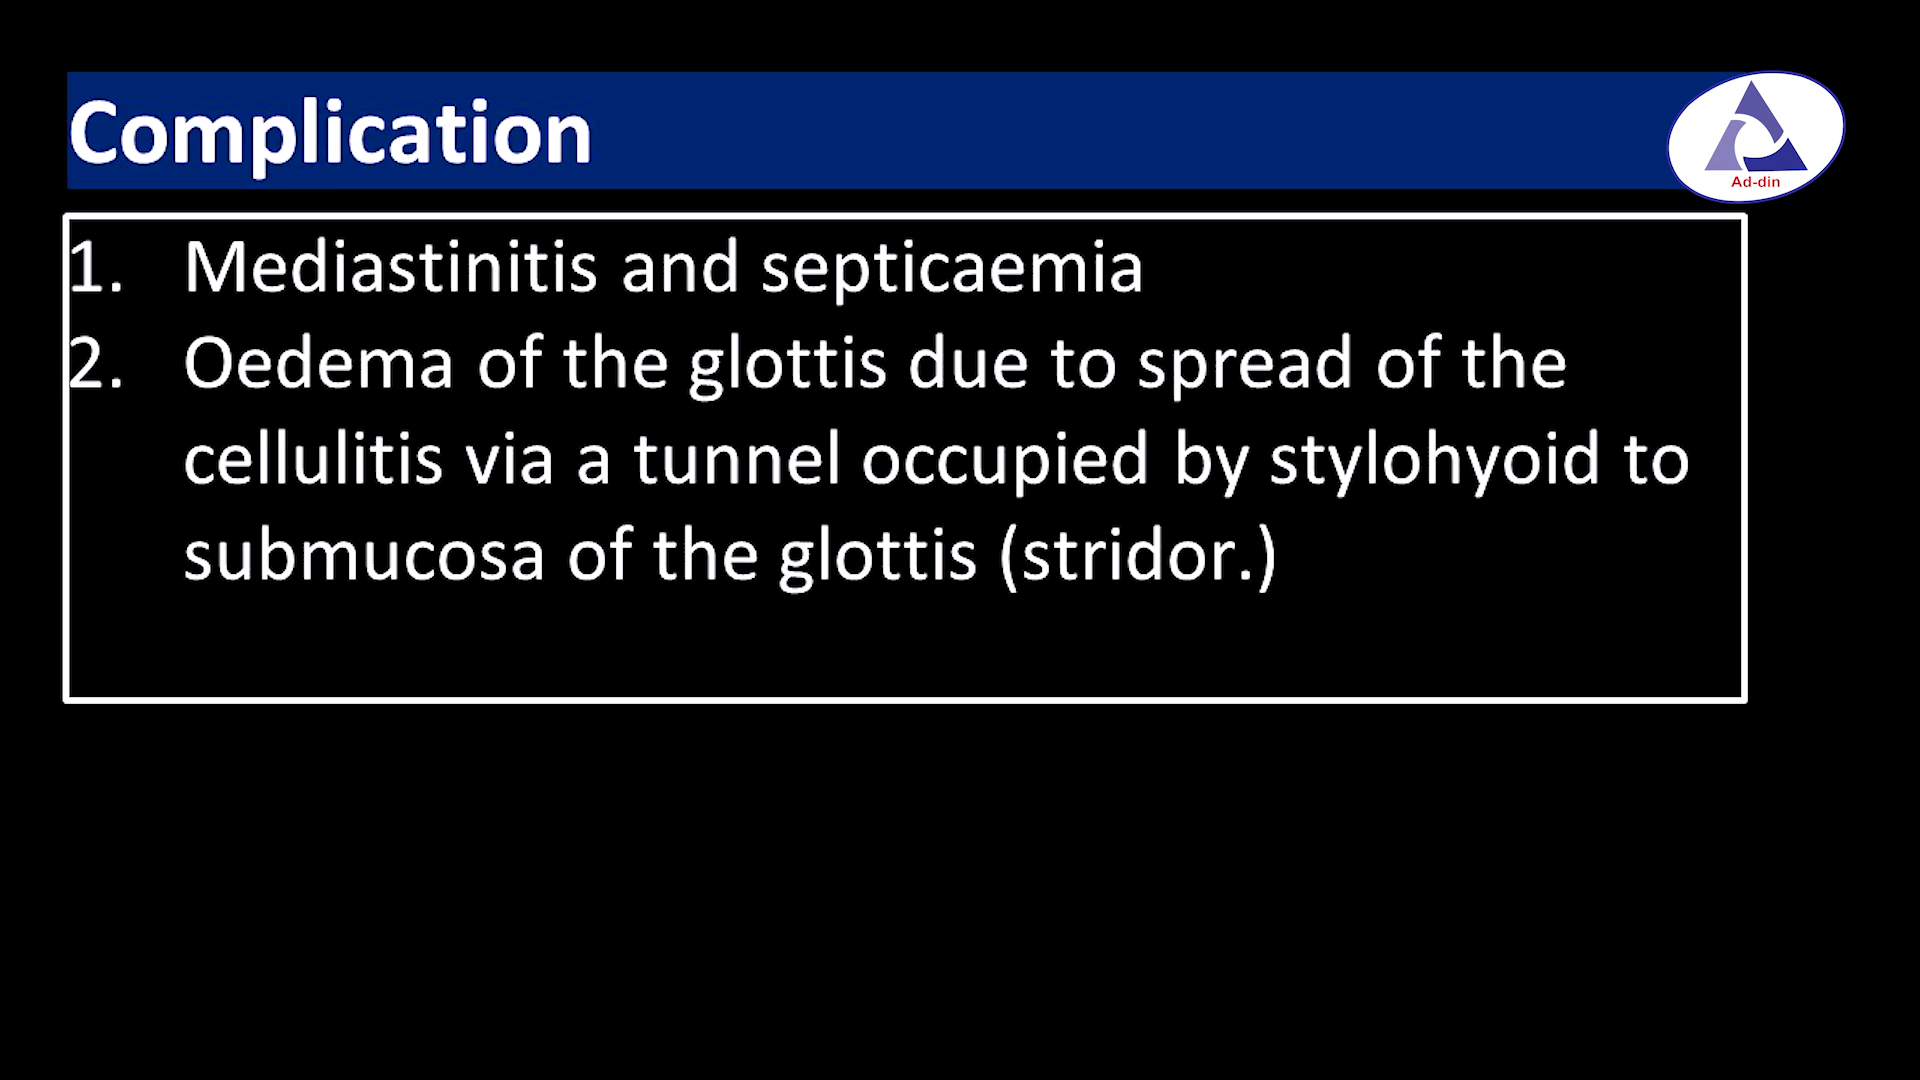 Complication
Ad-din
1. Mediastinitis and septicaemia
2. Oedema of the glottis due to spread of the
cellulitis via a tunnel occupied by stylohyoid to
submucosa of the glottis (stridor.)